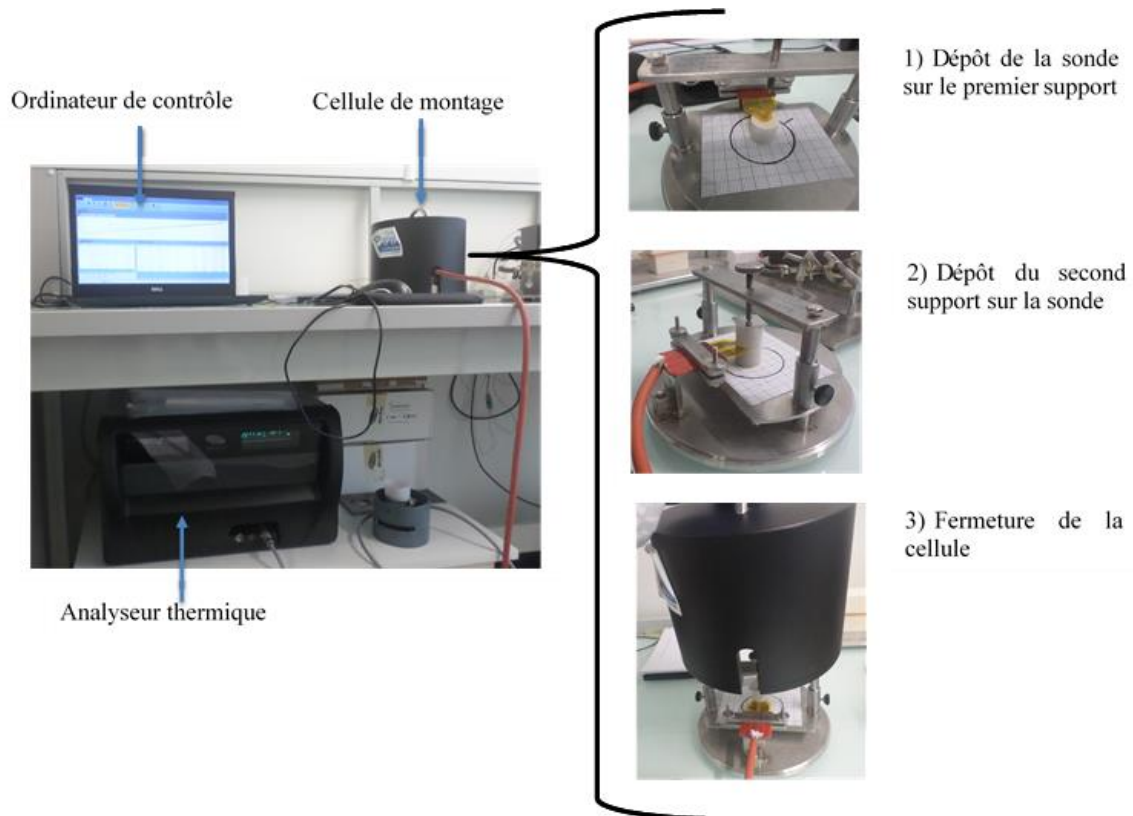 Ordinateur de contrôle
Cellule de montage
Analyseur thermique
1) Dépôt de la sonde
sur le premier support
2) Dépôt du second
support sur la sonde
3) Fermeture de la
cellule
DELL